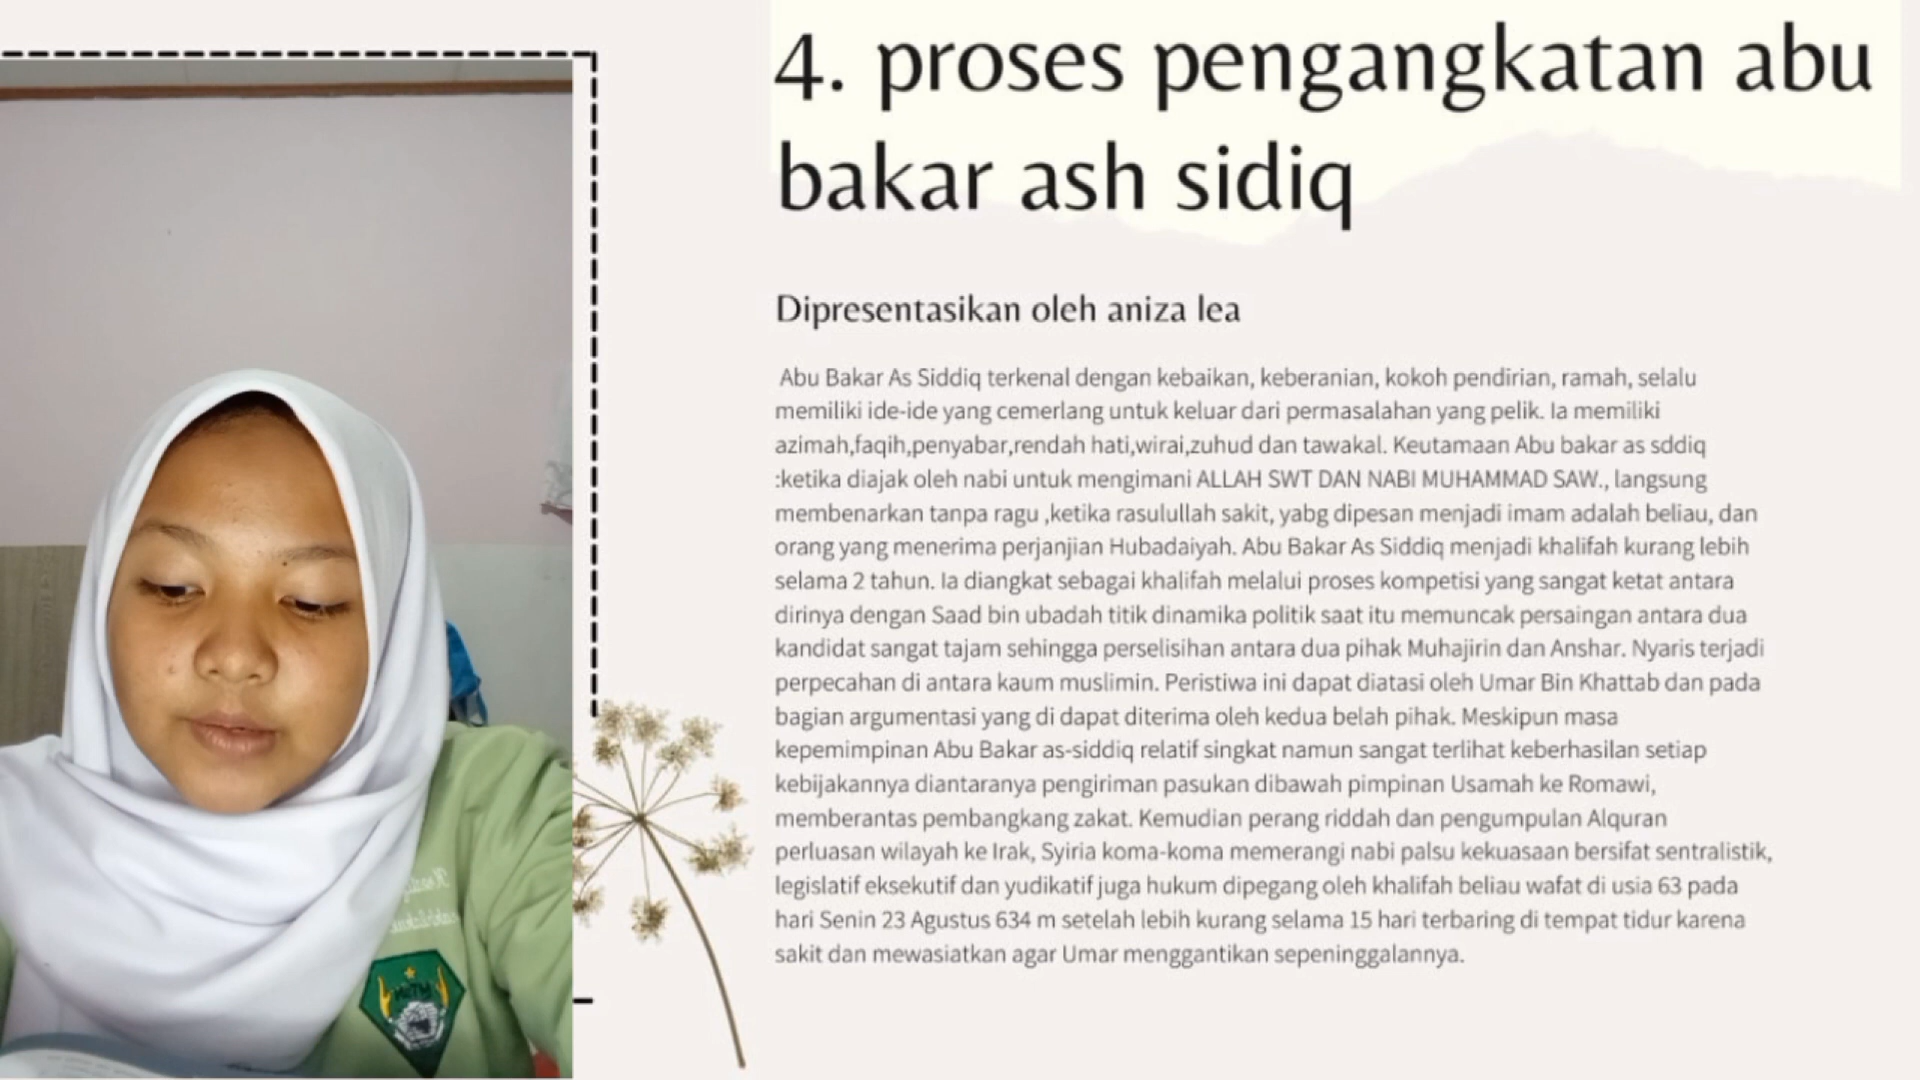 4. proses pengangkatan abu
bakar ash sidiq
Dipresentasikan oleh aniza lea
Abu Bakar As Siddiq terkenal dengan kebaikan, keberanian, kokoh pendirian, ramah, selalu
memiliki ide-ide yang cemerlang untuk keluar dari permasalahan yang pelik. Ia memiliki
azimah,faqih,penyabar,rendah hati,wirai,zuhud dan tawakal. Keutamaan Abu bakar as sddiq
:ketika diajak oleh nabi untuk mengimani ALLAH SWT DAN NABI MUHAMMAD SAW., langsung
membenarkan tanpa ragu ,ketika rasulullah sakit, yabg dipesan menjadi imam adalah beliau, dan
orang yang menerima perjanjian Hubadaiyah. Abu Bakar As Siddiq menjadi khalifah kurang lebih
selama 2 tahun. Ia diangkat sebagai khalifah melalui proses kompetisi yang sangat ketat antara
dirinya dengan Saad bin ubadah titik dinamika politik saat itu memuncak persaingan antara dua
kandidat sangat tajam sehingga perselisihan antara dua pihak Muhajirin dan Anshar. Nyaris terjadi
perpecahan di antara kaum muslimin. Peristiwa ini dapat diatasi oleh Umar Bin Khattab dan pada
bagian argumentasi yang di dapat diterima oleh kedua belah pihak. Meskipun masa
kepemimpinan Abu Bakar as-siddiq relatif singkat namun sangat terlihat keberhasilan setiap
kebijakannya diantaranya pengiriman pasukan dibawah pimpinan Usamah ke Romawi,
memberantas pembangkang zakat. Kemudian perang riddah dan pengumpulan Alquran
perluasan wilayah ke Irak, Syiria koma-koma memerangi nabi palsu kekuasaan bersifat sentralistik,
legislatif eksekutif dan yudikatif juga hukum dipegang oleh khalifah beliau wafat di usia 63 pada
hari Senin 23 Agustus 634 m setelah lebih kurang selama 15 hari terbaring di tempat tidur karena
sakit dan mewasiatkan agar Umar menggantikan sepeninggalannya.